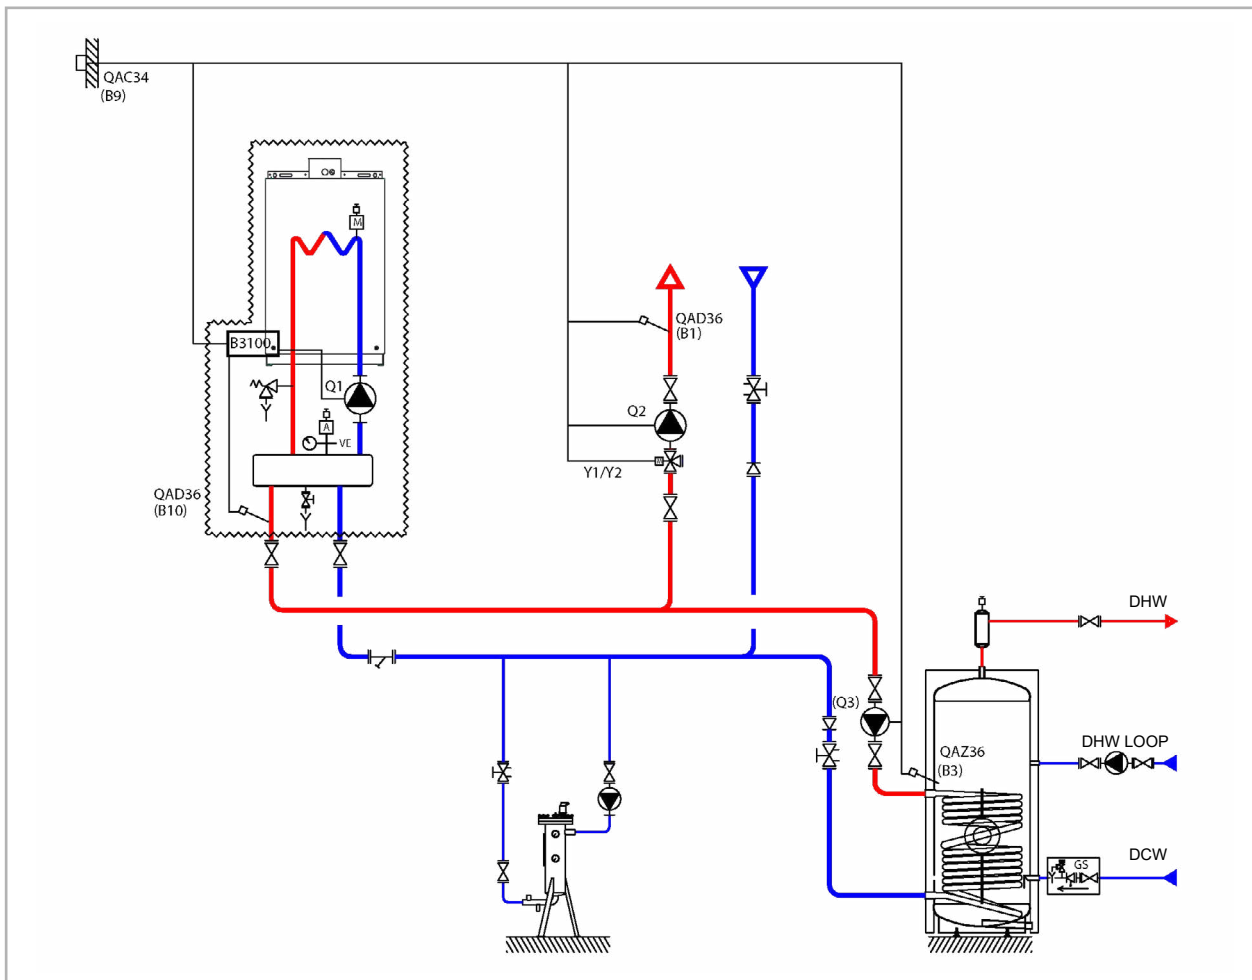 QAC34
(B9)
M
B3100
Q1
A
VE
QAD36
(B10)
QAD36
(B1)
Q2
M
Y1/Y2
DHW
(Q3)
QAZ36
(B3)
DHW LOOP
GS
DCW